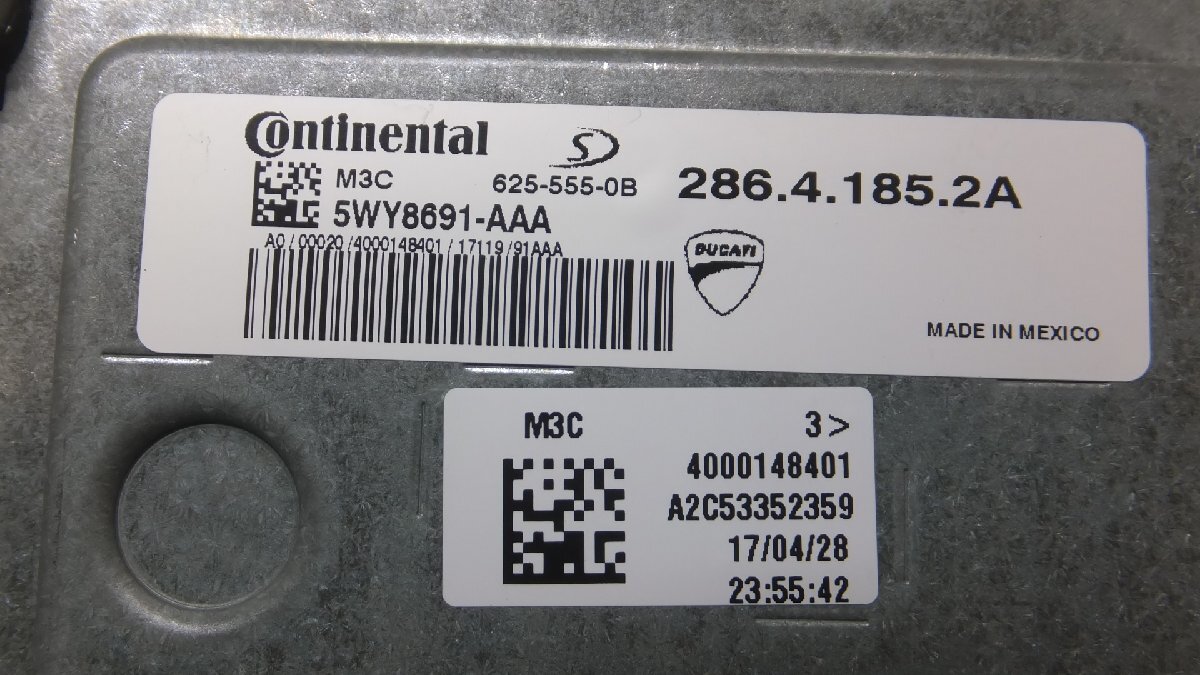 Continental
M3C 625-555-0B 286.4.185.2A
5WY8691-AAA
A0 / 00020 /4000148401 / 17119 /91AAA
DUCATI
MADE IN MEXICO
M3C 3>
4000148401
A2C53352359
17/04/28
23:55:42